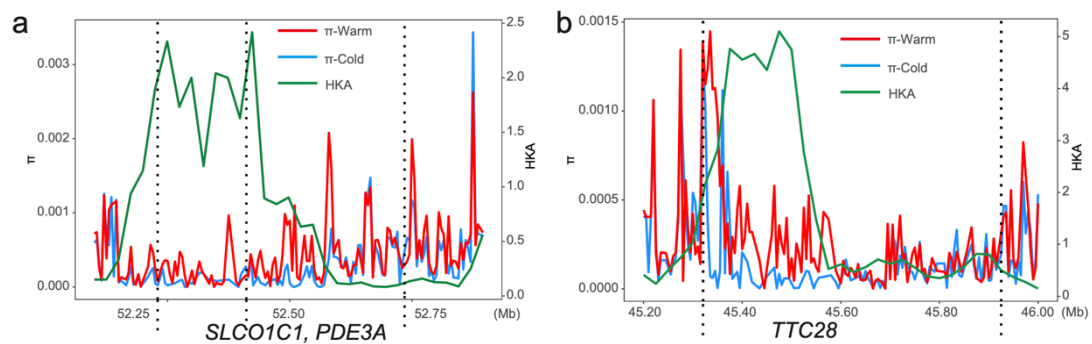 a
π-Warm
π-Cold
HKA
π
0.003
0.002
0.001
0.000
2.5
2.0
1.5
1.0
0.5
0.0
HKA
52.25
52.50
52.75
(Mb)
SLCO1C1, PDE3A
b
π-Warm
π-Cold
HKA
π
0.0015
0.0010
0.0005
0.0000
5
4
3
2
1
0
HKA
45.20
45.40
45.60
45.80
46.00
(Mb)
TTC28